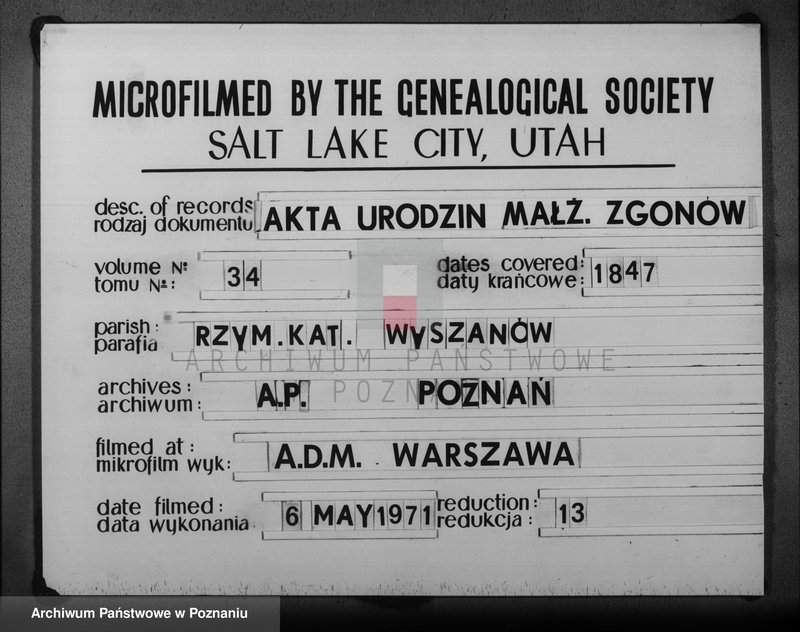 MICROFILMED BY THE GENEALOGICAL SOCIETY
SALT LAKE CITY, UTAH
desc. of records
rodzaj dokumentu
AKTA URODZIN MAŁŻ. ZGONÓW
volume Nº
tomu Nº:
34
dates covered:
daty krańcowe:
1847
parish:
parafia
RZYM.KAT. WYSZANÓW
ARCHIWUM PAŃSTWOWE
POZNAŃ
archives:
archiwum:
A.P. POZNAŃ
filmed at:
mikrofilm wyk:
A.D.M. WARSZAWA
date filmed:
data wykonania
6 MAY 1971
reduction:
redukcja:
13
Archiwum Państwowe w Poznaniu